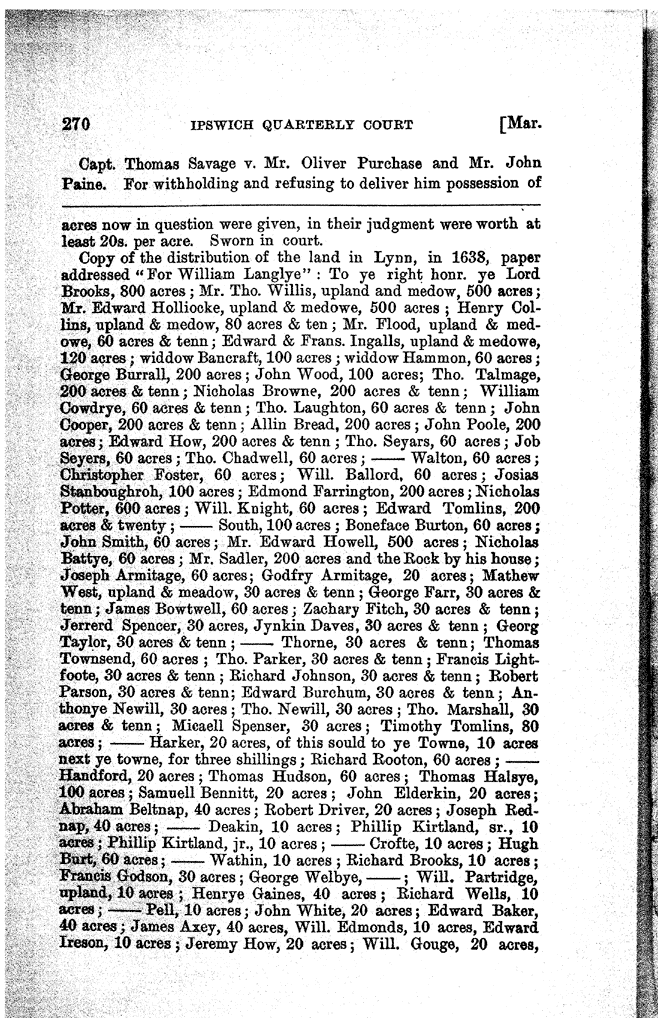 270 IPSWICH QUARTERLY COURT [Mar.
Capt. Thomas Savage v. Mr. Oliver Purchase and Mr. John
Paine. For withholding and refusing to deliver him possession of
acres now in question were given, in their judgment were worth at
least 20s. per acre. Sworn in court.
Copy of the distribution of the land in Lynn, in 1638, paper
addressed "For William Langlye" : To ye right honr. ye Lord
Brooks, 800 acres ; Mr. Tho. Willis, upland and medow, 500 acres ;
Mr. Edward Holliocke, upland & medowe, 500 acres ; Henry Col-
lins, upland & medow, 80 acres & ten ; Mr. Flood, upland & med-
owe, 60 acres & tenn ; Edward & Frans. Ingalls, upland & medowe,
120 acres ; widdow Bancraft, 100 acres ; widdow Hammon, 60 acres ;
George Burrall, 200 acres ; John Wood, 100 acres; Tho. Talmage,
200 acres & tenn ; Nicholas Browne, 200 acres & tenn ; William
Cowdrye, 60 acres & tenn ; Tho. Laughton, 60 acres & tenn ; John
Cooper, 200 acres & tenn ; Allin Bread, 200 acres ; John Poole, 200
acres ; Edward How, 200 acres & tenn ; Tho. Seyars, 60 acres ; Job
Seyers, 60 acres ; Tho. Chadwell, 60 acres ; —— Walton, 60 acres ;
Christopher Foster, 60 acres ; Will. Ballord, 60 acres ; Josias
Stanboughroh, 100 acres ; Edmond Farrington, 200 acres ; Nicholas
Potter, 600 acres ; Will. Knight, 60 acres ; Edward Tomlins, 200
acres & twenty ; —— South, 100 acres ; Boneface Burton, 60 acres ;
John Smith, 60 acres ; Mr. Edward Howell, 500 acres ; Nicholas
Battye, 60 acres ; Mr. Sadler, 200 acres and the Rock by his house ;
Joseph Armitage, 60 acres; Godfry Armitage, 20 acres ; Mathew
West, upland & meadow, 30 acres & tenn ; George Farr, 30 acres &
tenn ; James Bowtwell, 60 acres ; Zachary Fitch, 30 acres & tenn ;
Jerrerd Spencer, 30 acres, Jynkin Daves, 30 acres & tenn ; Georg
Taylor, 30 acres & tenn ; —— Thorne, 30 acres & tenn; Thomas
Townsend, 60 acres ; Tho. Parker, 30 acres & tenn ; Francis Light-
foote, 30 acres & tenn ; Richard Johnson, 30 acres & tenn ; Robert
Parson, 30 acres & tenn; Edward Burchum, 30 acres & tenn ; An-
thonye Newill, 30 acres ; Tho. Newill, 30 acres ; Tho. Marshall, 30
acres & tenn ; Micaell Spenser, 30 acres ; Timothy Tomlins, 80
acres ; —— Harker, 20 acres, of this sould to ye Towne, 10 acres
next ye towne, for three shillings ; Richard Rooton, 60 acres ; ——
Handford, 20 acres ; Thomas Hudson, 60 acres ; Thomas Halsye,
100 acres ; Samuell Bennitt, 20 acres ; John Elderkin, 20 acres ;
Abraham Beltnap, 40 acres ; Robert Driver, 20 acres ; Joseph Red-
nap, 40 acres ; —— Deakin, 10 acres ; Phillip Kirtland, sr., 10
acres ; Phillip Kirtland, jr., 10 acres ; —— Crofte, 10 acres ; Hugh
Burt, 60 acres ; —— Wathin, 10 acres ; Richard Brooks, 10 acres ;
Francis Godson, 30 acres ; George Welbye, —— ; Will. Partridge,
upland, 10 acres ; Henrye Gaines, 40 acres ; Richard Wells, 10
acres ; —— Pell, 10 acres ; John White, 20 acres ; Edward Baker,
40 acres ; James Axey, 40 acres, Will. Edmonds, 10 acres, Edward
Ireson, 10 acres ; Jeremy How, 20 acres ; Will. Gouge, 20 acres,